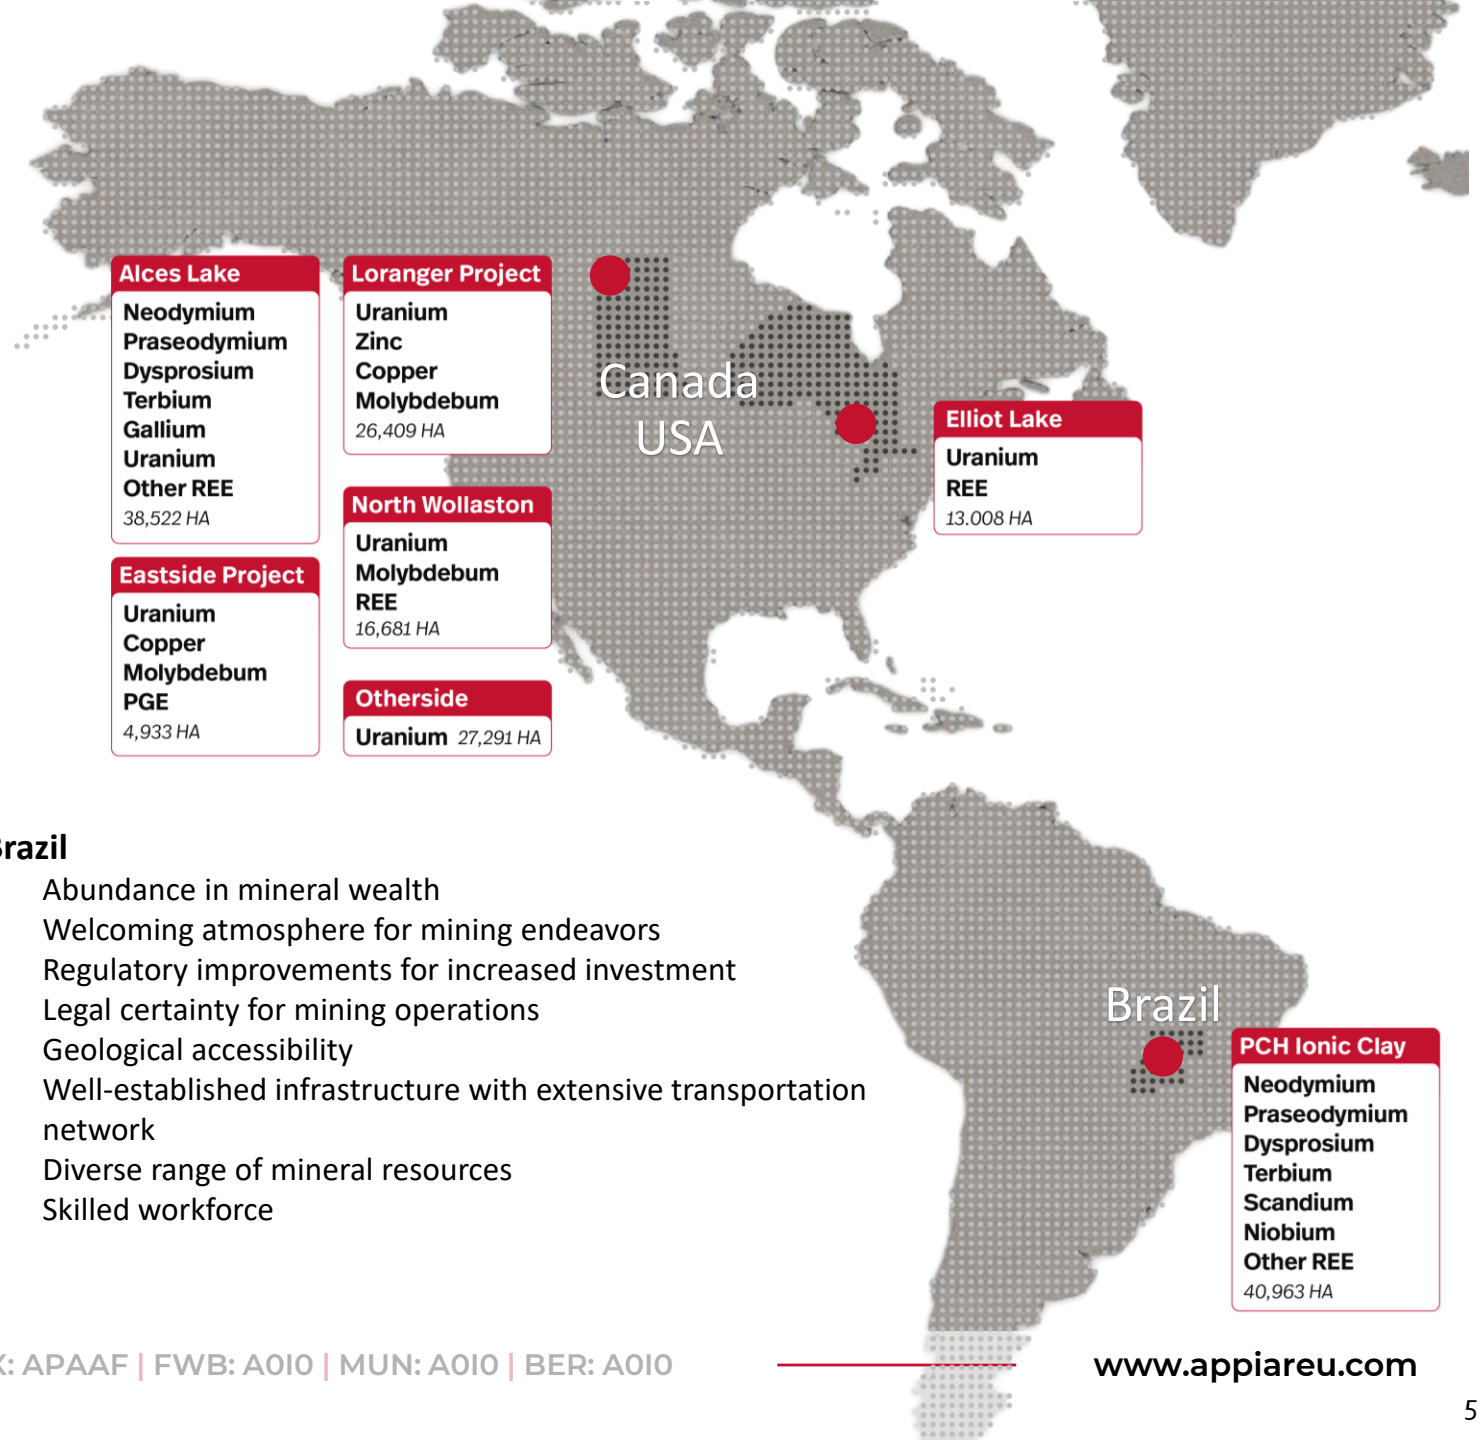 Alces Lake
Neodymium
Praseodymium
Dysprosium
Terbium
Gallium
Uranium
Other REE
38,522 HA
Loranger Project
Uranium
Zinc
Copper
Molybdebum
26,409 HA
Canada
USA
Elliot Lake
Uranium
REE
13.008 HA
North Wollaston
Uranium
Molybdebum
REE
16,681 HA
Eastside Project
Uranium
Copper
Molybdebum
PGE
4,933 HA
Otherside
Uranium 27,291 HA
Brazil
Abundance in mineral wealth
Welcoming atmosphere for mining endeavors
Regulatory improvements for increased investment
Legal certainty for mining operations
Geological accessibility
Well-established infrastructure with extensive transportation
network
Diverse range of mineral resources
Skilled workforce
Brazil
PCH Ionic Clay
Neodymium
Praseodymium
Dysprosium
Terbium
Scandium
Niobium
Other REE
40,963 HA
X: APAAF | FWB: A0I0 | MUN: A0I0 | BER: A0I0
www.appiareu.com
5